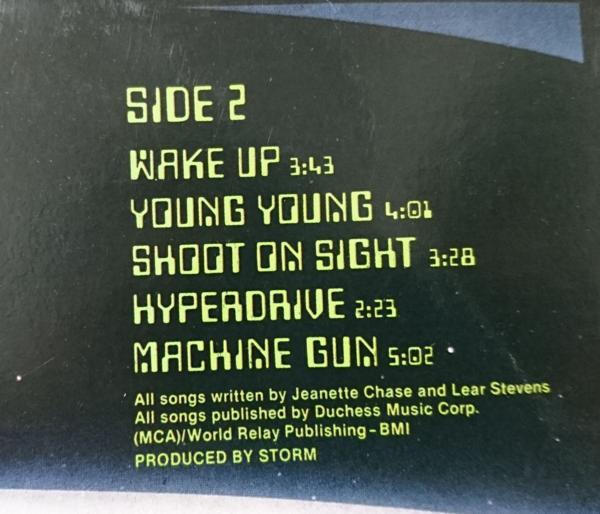 SIDE 2
WAKE UP 3:43
YOUNG YOUNG 4:01
SHOOT ON SIGHT 3:28
HYPERDRIVE 2:23
MACHINE GUN 5:02
All songs written by Jeanette Chase and Lear Stevens
All songs published by Duchess Music Corp.
(MCA)/World Relay Publishing-BMI
PRODUCED BY STORM